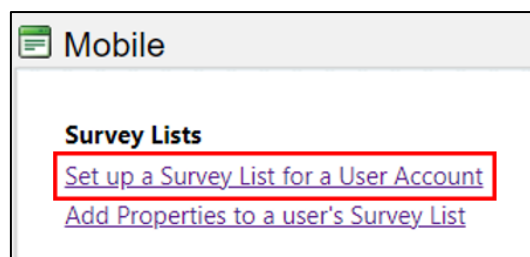 Mobile
Survey Lists
Set up a Survey List for a User Account
Add Properties to a user's Survey List